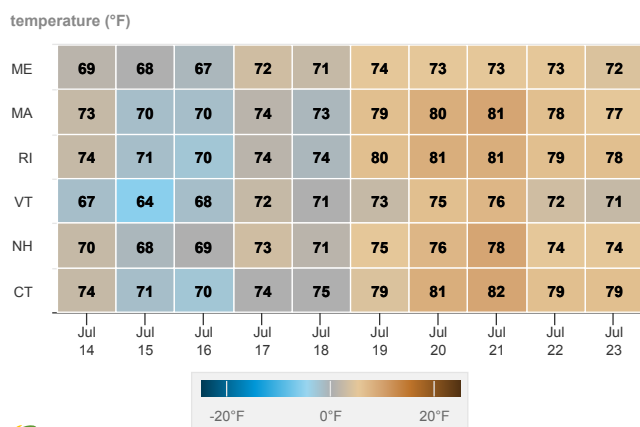 temperature (°F)
ME 69 68 67 72 71 74 73 73 73 72
MA 73 70 70 74 73 79 80 81 78 77
RI 74 71 70 74 74 80 81 81 79 78
VT 67 64 68 72 71 73 75 76 72 71
NH 70 68 69 73 71 75 76 78 74 74
CT 74 71 70 74 75 79 81 82 79 79
Jul Jul Jul Jul Jul Jul Jul Jul Jul Jul
14 15 16 17 18 19 20 21 22 23
-20°F 0°F 20°F